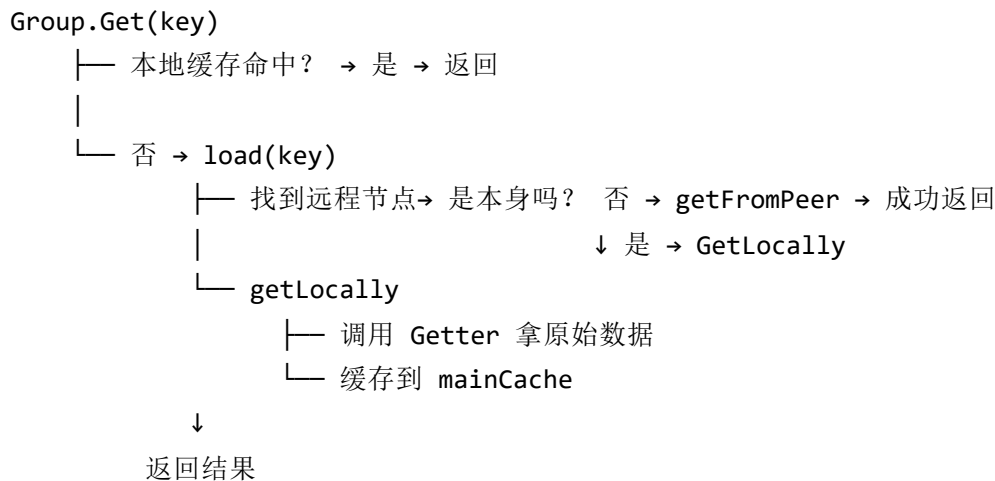 Group.Get(key)
├── 本地缓存命中？ → 是 → 返回
│
└── 否 → load(key)
├── 找到远程节点→ 是本身吗？ 否 → getFromPeer → 成功返回
│ ↓ 是 → GetLocally
└── getLocally
├── 调用 Getter 拿原始数据
└── 缓存到 mainCache
↓
返回结果